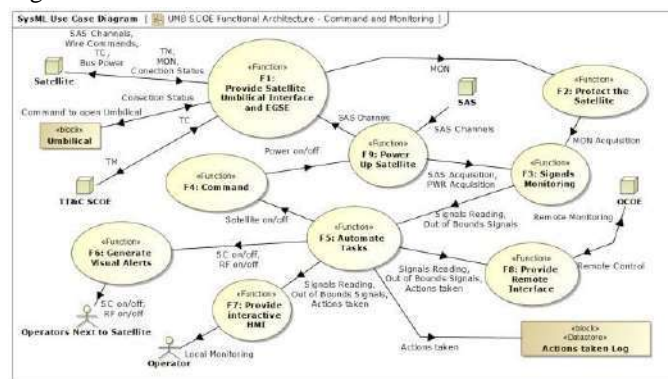 SysML Use Case Diagram [ UMB SCOE Functional Architecture - Command and Monitoring ]
SAS Channels,
Wire Commands,
TC,
Bus Power
TM,
MON,
Conection Status
Satellite
«Function»
F1:
Provide Satellite
Umbilical Interface
and EGSE
MON
«Function»
F2: Protect the
Satellite
Conection Status
Command to open Umbilical
«block»
Umbilical
TC
TM
TT&C SCOE
SAS Channels
SAS
SAS Channels
«Function»
F9: Power
Up Satellite
Power on/off
MON Acquisition
SAS Acquisition,
PWR Acquisition
«Function»
F3: Signals
Monitoring
«Function»
F4: Command
OCOE
Remote Monitoring
Satellite on/off
Signals Reading,
Out of Bounds Signals
«Function»
F5: Automate
Tasks
«Function»
F6: Generate
Visual Alerts
SC on/off,
RF on/off
Signals Reading,
Out of Bounds Signals,
Actions taken
Signals Reading,
Out of Bounds Signals,
Actions taken
«Function»
F8: Provide
Remote
Interface
Remote Control
SC on/off,
RF on/off
Operators Next to Satellite
«Function»
F7: Provide
interactive
HMI
Local Monitoring
Operator
Actions taken
«block»
«Datastore»
Actions taken Log